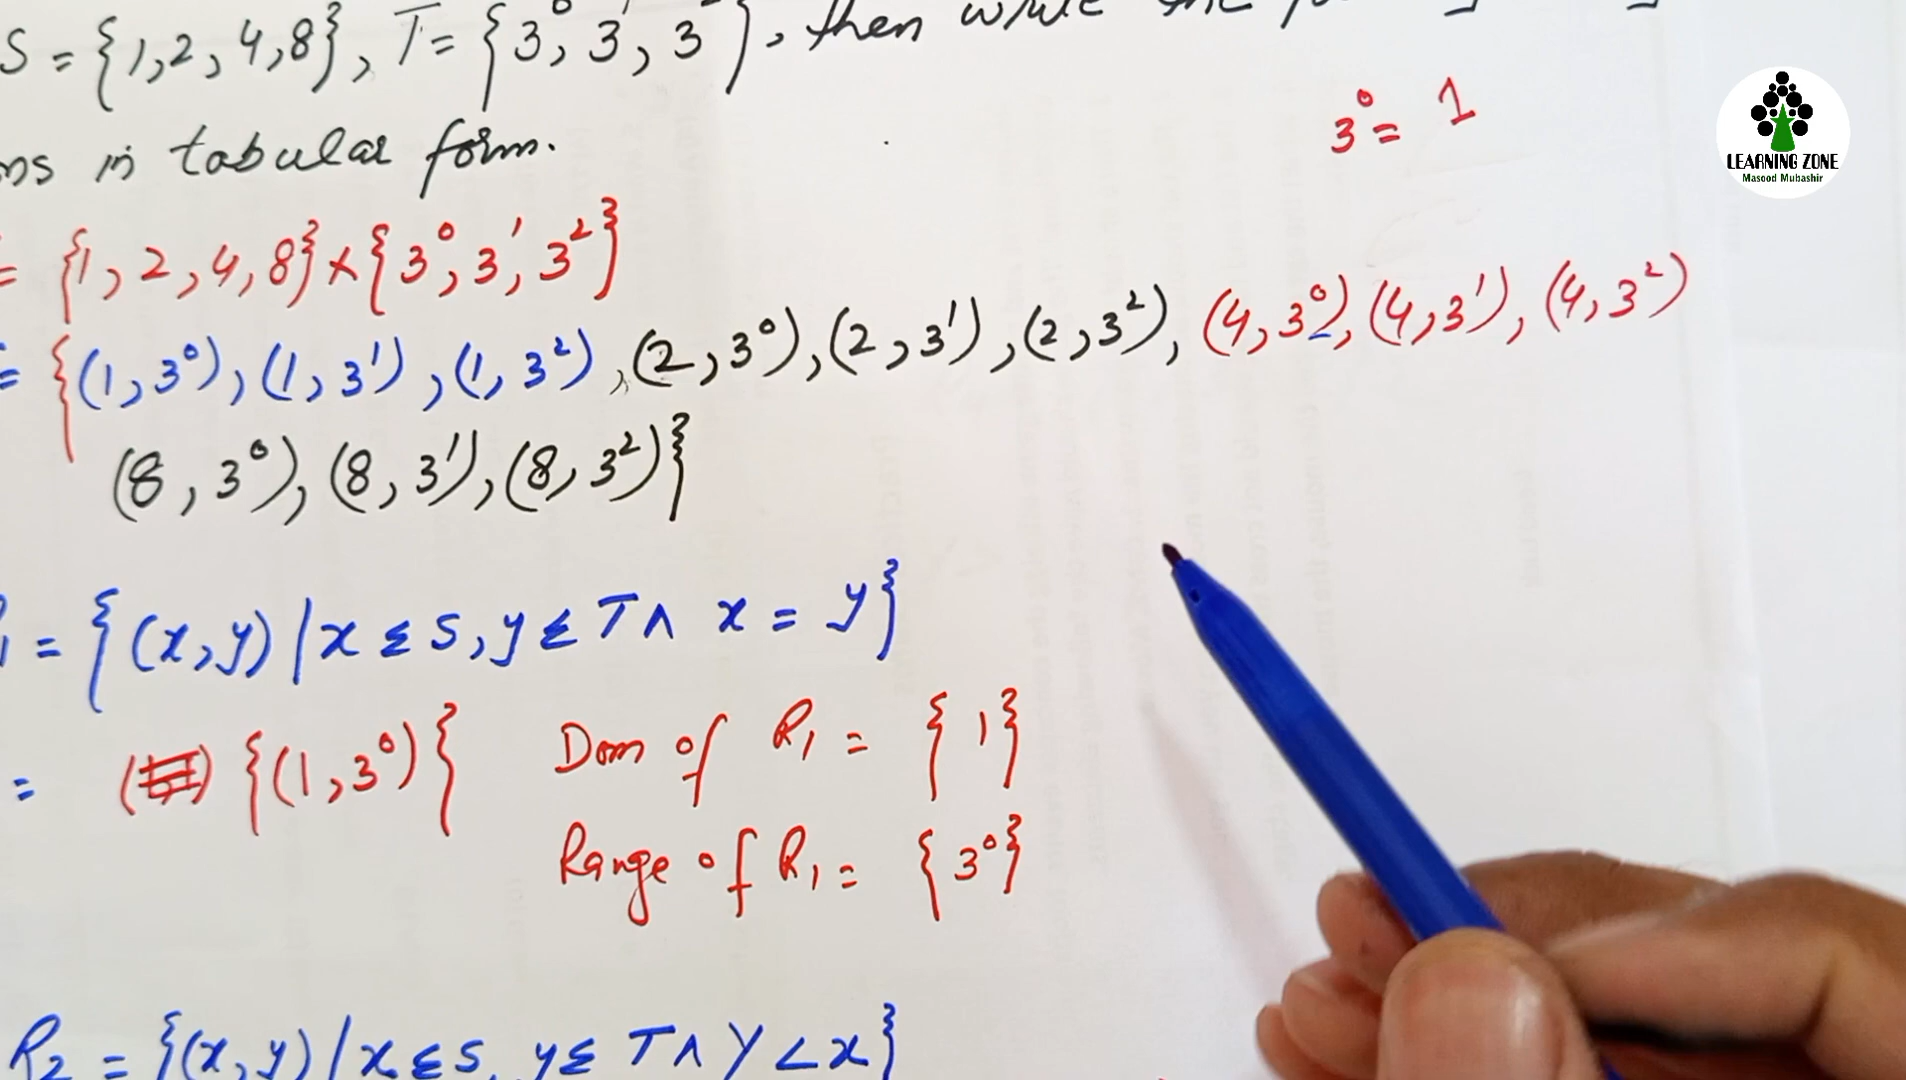 S = {1, 2, 4, 8}, T = {3⁰, 3¹, 3²}, then write the
ns in tabular form.
3⁰ = 1
LEARNING ZONE
Masood Mubashir
= {1, 2, 4, 8} × {3⁰, 3¹, 3²}
= {(1, 3⁰), (1, 3¹), (1, 3²), (2, 3⁰), (2, 3¹), (2, 3²), (4, 3⁰), (4, 3¹), (4, 3²)
(8, 3⁰), (8, 3¹), (8, 3²)}
₁ = {(x, y) / x ∈ S, y ∈ T ∧ x = y}
= {(1, 3⁰)} Dom of R₁ = {1}
Range of R₁ = {3⁰}
R₂ = {(x, y) / x ∈ S, y ∈ T ∧ y < x}